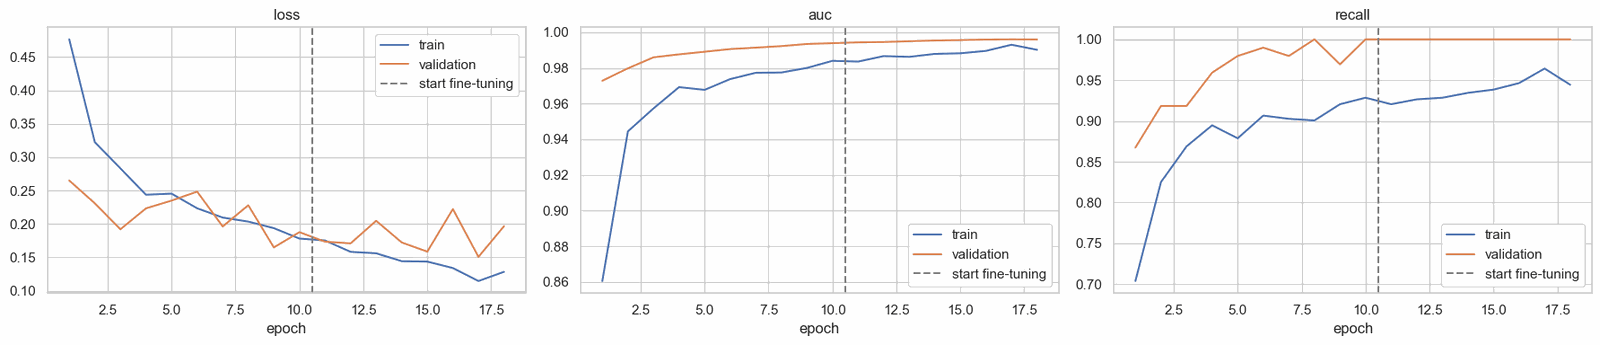 loss
0.45
0.40
0.35
0.30
0.25
0.20
0.15
0.10
2.5 5.0 7.5 10.0 12.5 15.0 17.5
epoch
train
validation
start fine-tuning
auc
1.00
0.98
0.96
0.94
0.92
0.90
0.88
0.86
2.5 5.0 7.5 10.0 12.5 15.0 17.5
epoch
train
validation
start fine-tuning
recall
1.00
0.95
0.90
0.85
0.80
0.75
0.70
2.5 5.0 7.5 10.0 12.5 15.0 17.5
epoch
train
validation
start fine-tuning